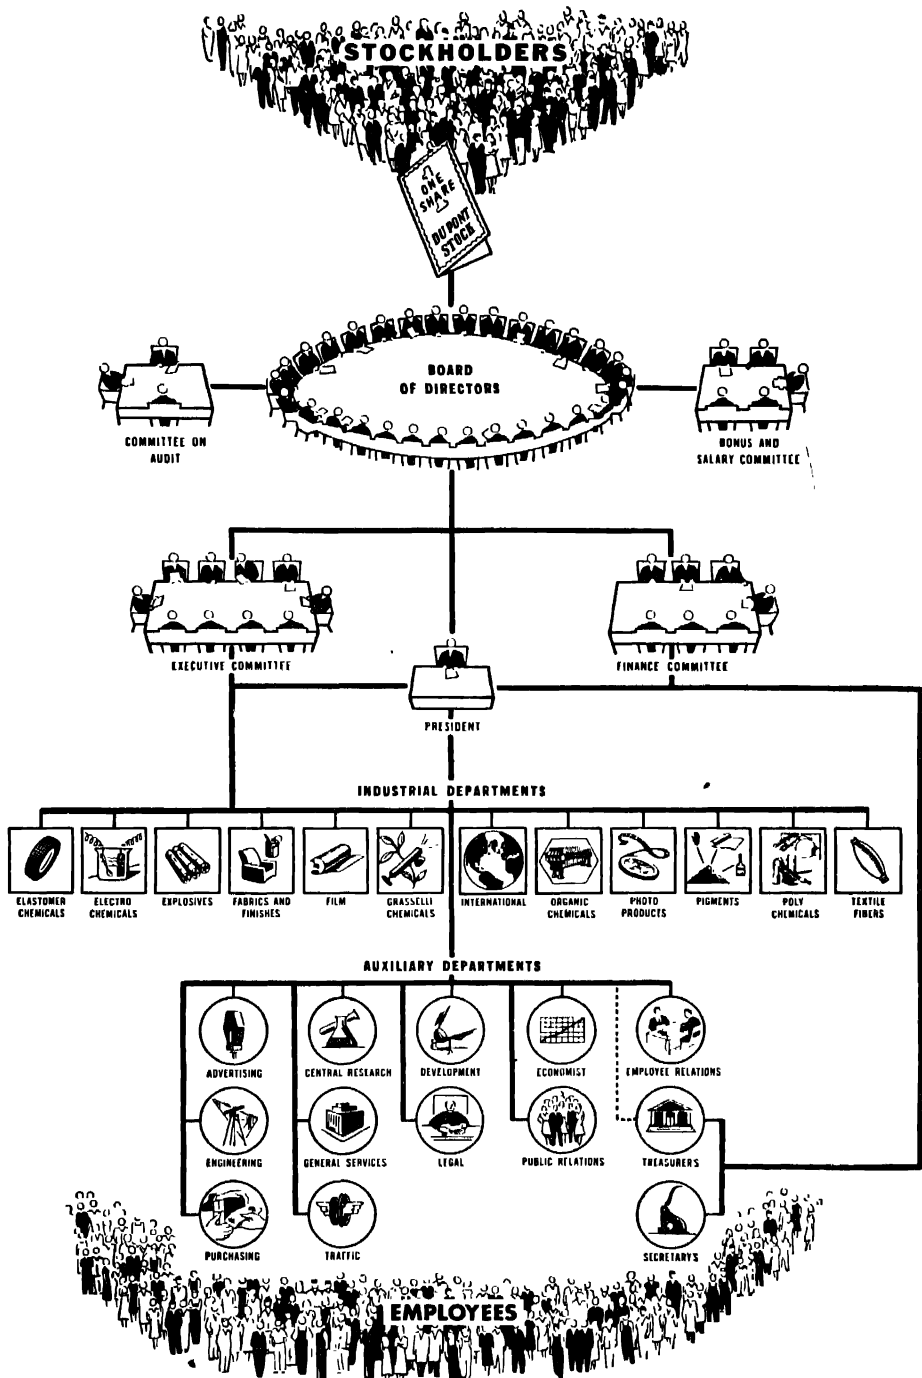 STOCKHOLDERS
ONE
SHARE
DU PONT
STOCK
BOARD
OF DIRECTORS
COMMITTEE ON
AUDIT
BONUS AND
SALARY COMMITTEE
EXECUTIVE COMMITTEE
FINANCE COMMITTEE
PRESIDENT
INDUSTRIAL DEPARTMENTS
ELASTOMER
CHEMICALS
ELECTRO
CHEMICALS
EXPLOSIVES
FABRICS AND
FINISHES
FILM
GRASSELLI
CHEMICALS
INTERNATIONAL
ORGANIC
CHEMICALS
PHOTO
PRODUCTS
PIGMENTS
POLY
CHEMICALS
TEXTILE
FIBERS
AUXILIARY DEPARTMENTS
ADVERTISING
CENTRAL RESEARCH
DEVELOPMENT
ECONOMIST
EMPLOYEE RELATIONS
ENGINEERING
GENERAL SERVICES
LEGAL
PUBLIC RELATIONS
TREASURERS
PURCHASING
TRAFFIC
SECRETARY'S
EMPLOYEES